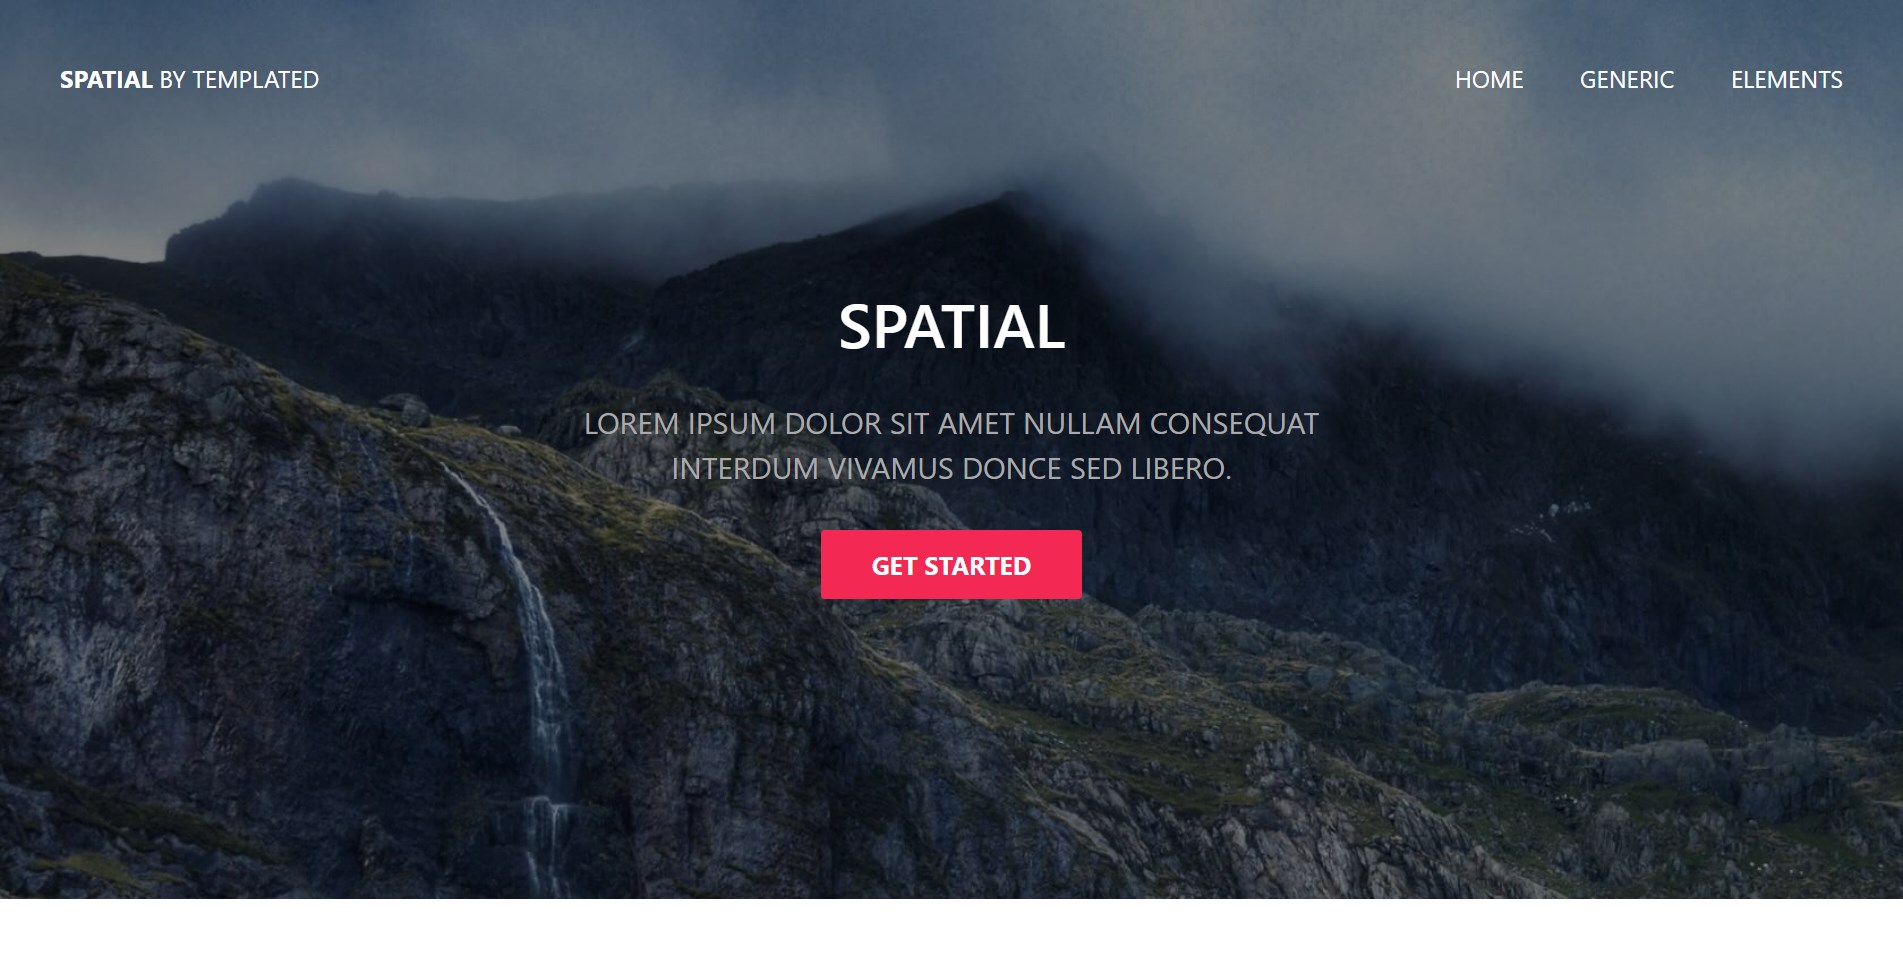 SPATIAL BY TEMPLATED
HOME GENERIC ELEMENTS
SPATIAL
LOREM IPSUM DOLOR SIT AMET NULLAM CONSEQUAT
INTERDUM VIVAMUS DONCE SED LIBERO.
GET STARTED